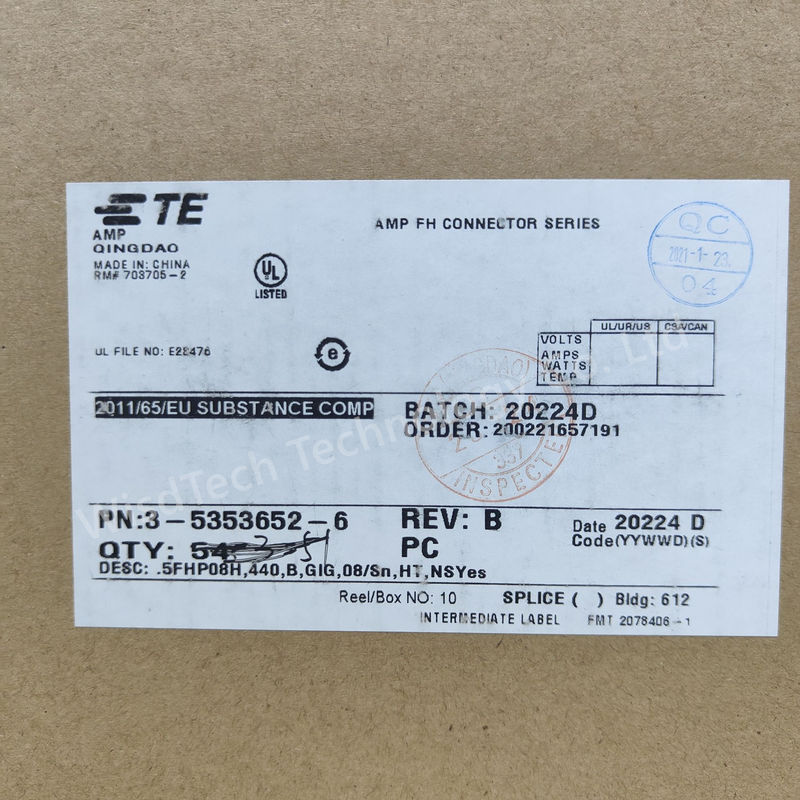 TE
AMP
QINGDAO
MADE IN: CHINA
RM# 703705-2
AMP FH CONNECTOR SERIES
QC
2021-1-23
04
UL
LISTED
UL FILE NO: E28476
e
UL/UR/US CSA/CAN
VOLTS
AMPS
WATTS
TEMP
2011/65/EU SUBSTANCE COMP
BATCH: 20224D
ORDER: 200221657191
357
INSPECTE
PN:3-5353652-6
REV: B
Date 20224 D
Code(YYWWD)(S)
QTY:
PC
DESC: .5FHP08H,440,B,GIG,08/Sn,HT,NSYes
Reel/Box NO: 10 SPLICE ( ) Bldg: 612
INTERMEDIATE LABEL FMT 2078406-1